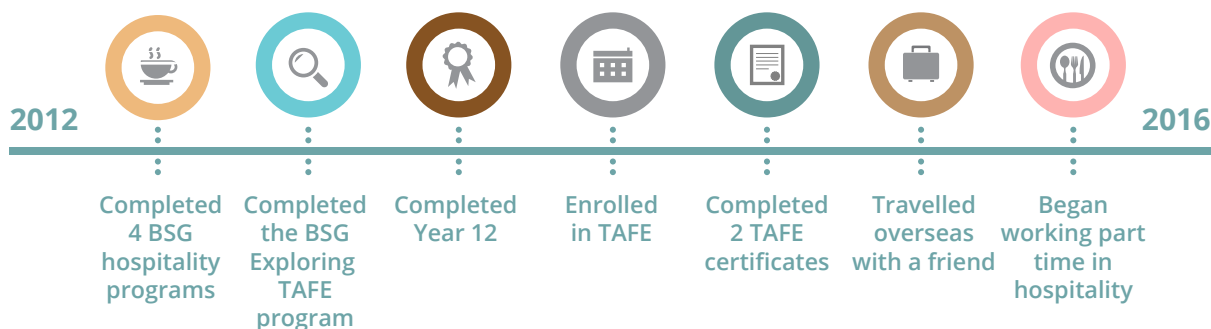 2012
2016
Completed
4 BSG
hospitality
programs
Completed
the BSG
Exploring
TAFE
program
Completed
Year 12
Enrolled
in TAFE
Completed
2 TAFE
certificates
Travelled
overseas
with a friend
Began
working part
time in
hospitality